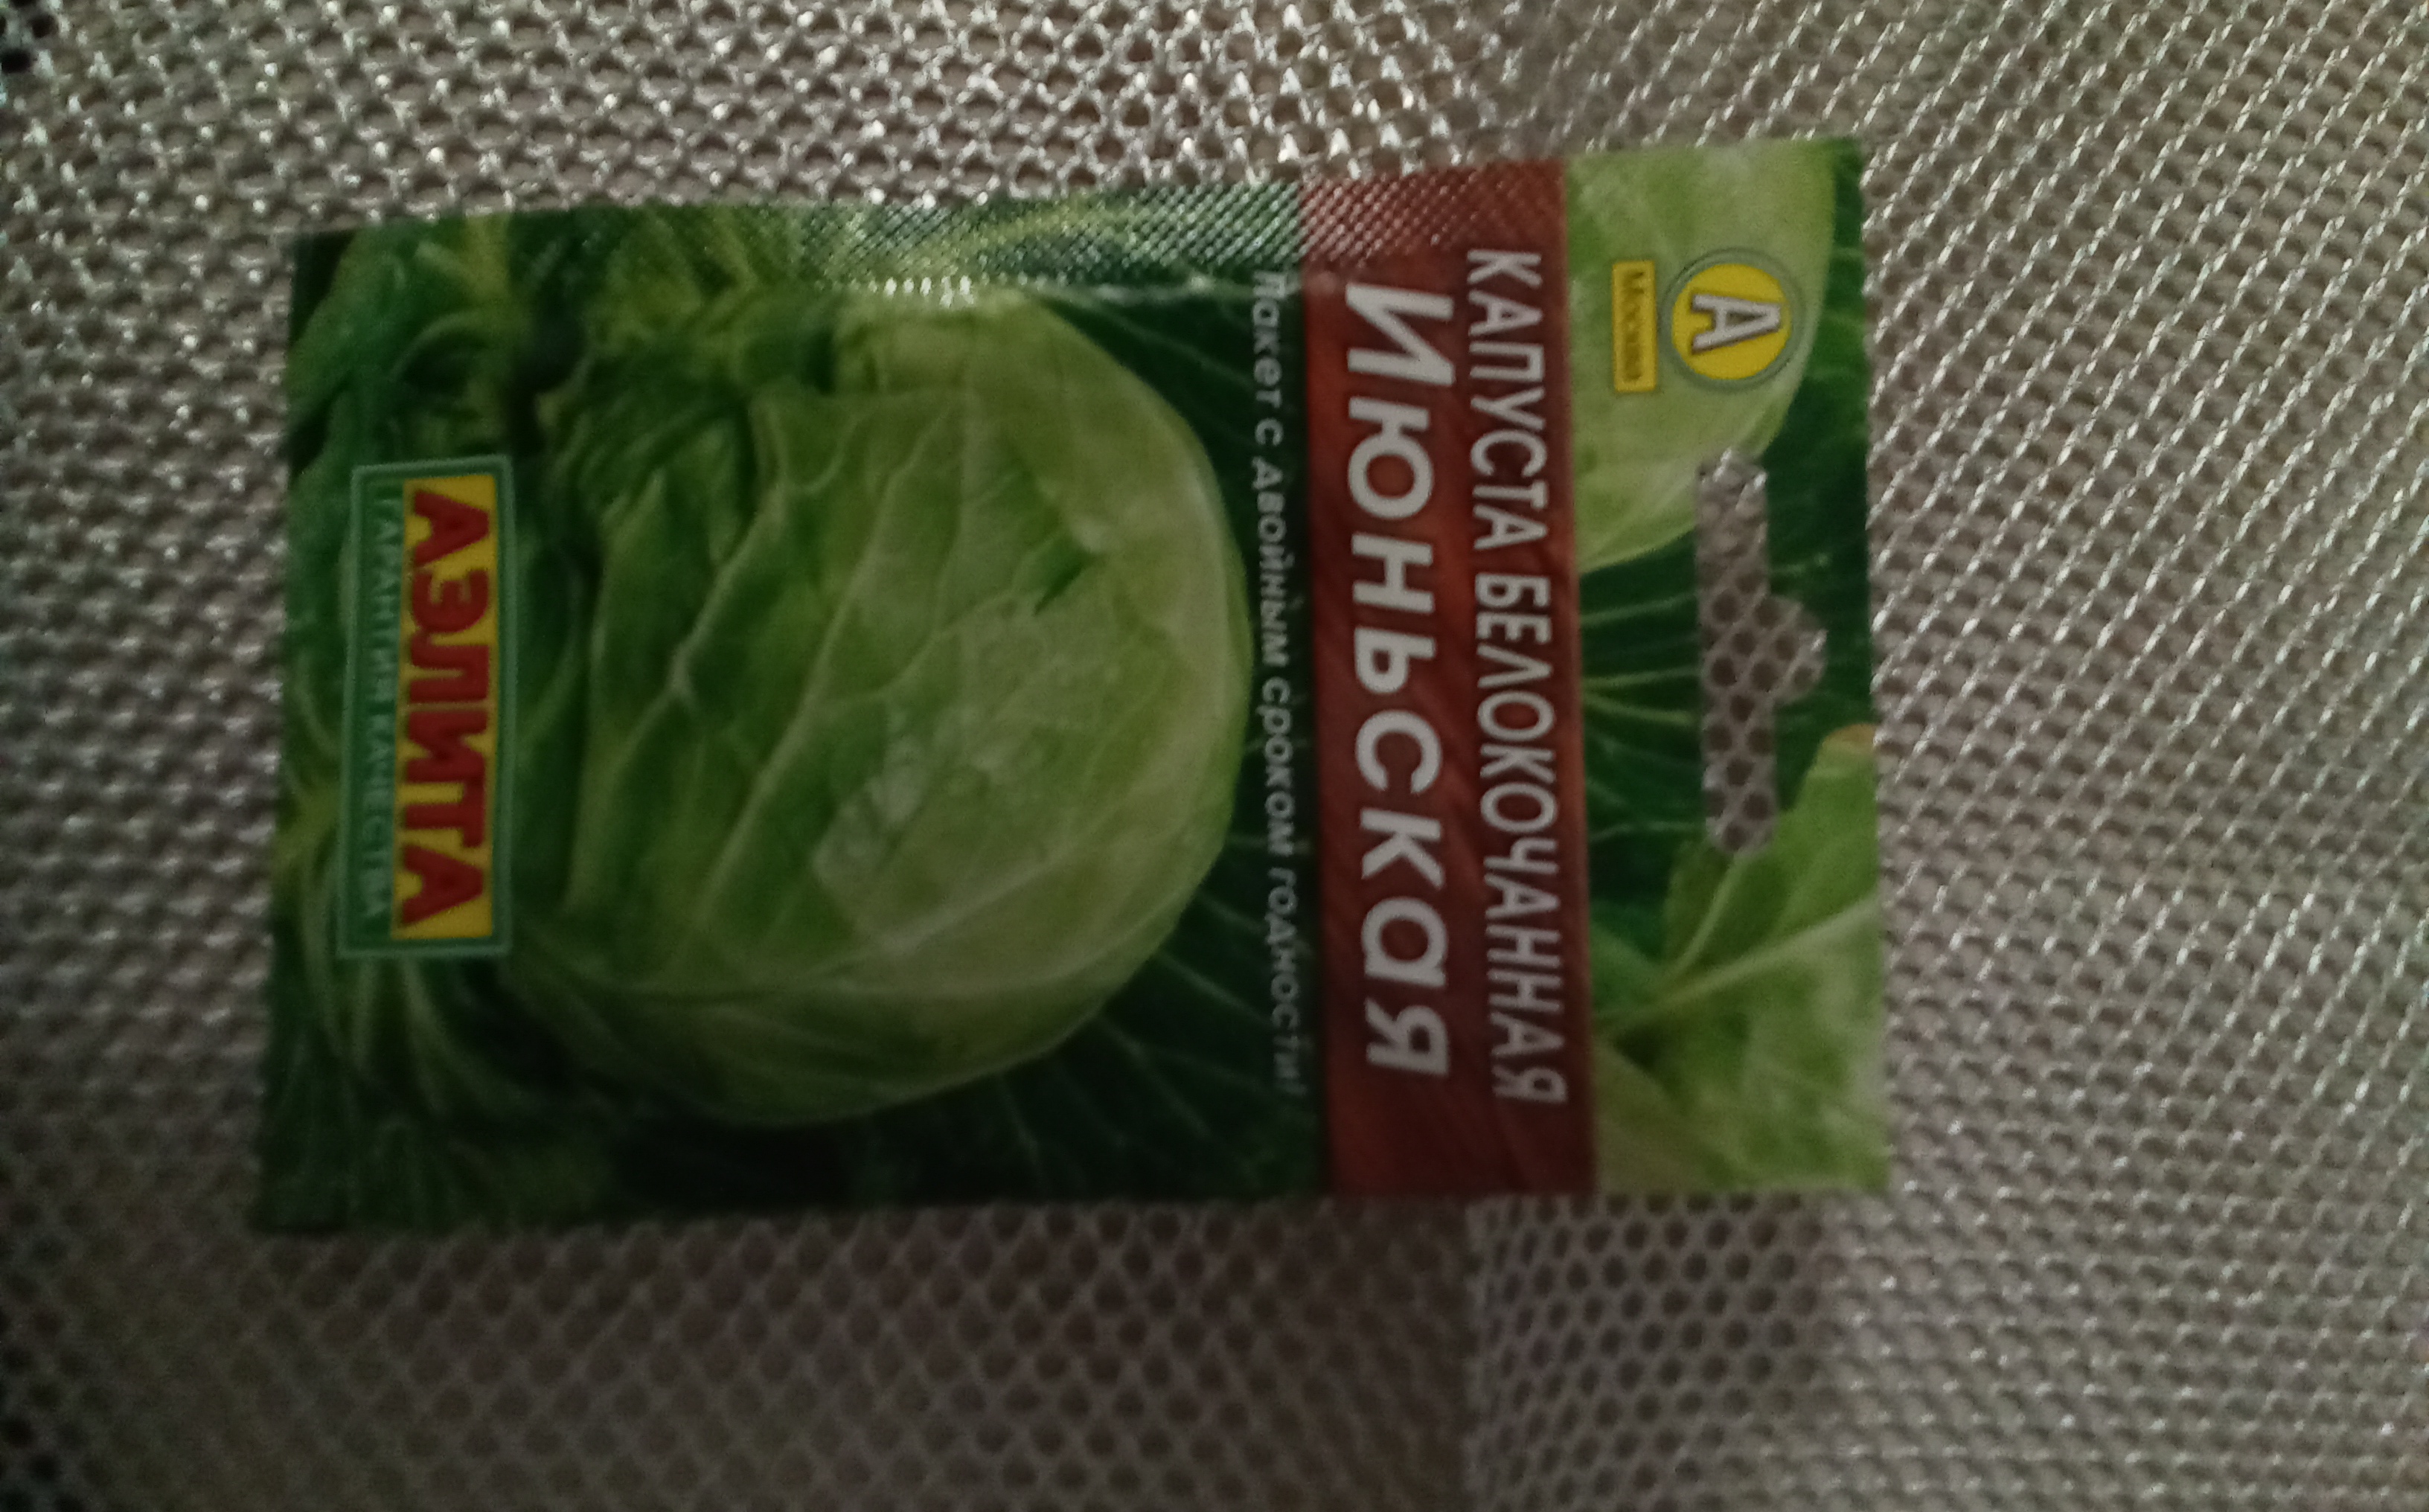 А
Москва
КАПУСТА БЕЛОКОЧАННАЯ
Июньская
Пакет с двойным сроком годности!
АЭЛИТА
ГАРАНТИЯ КАЧЕСТВА